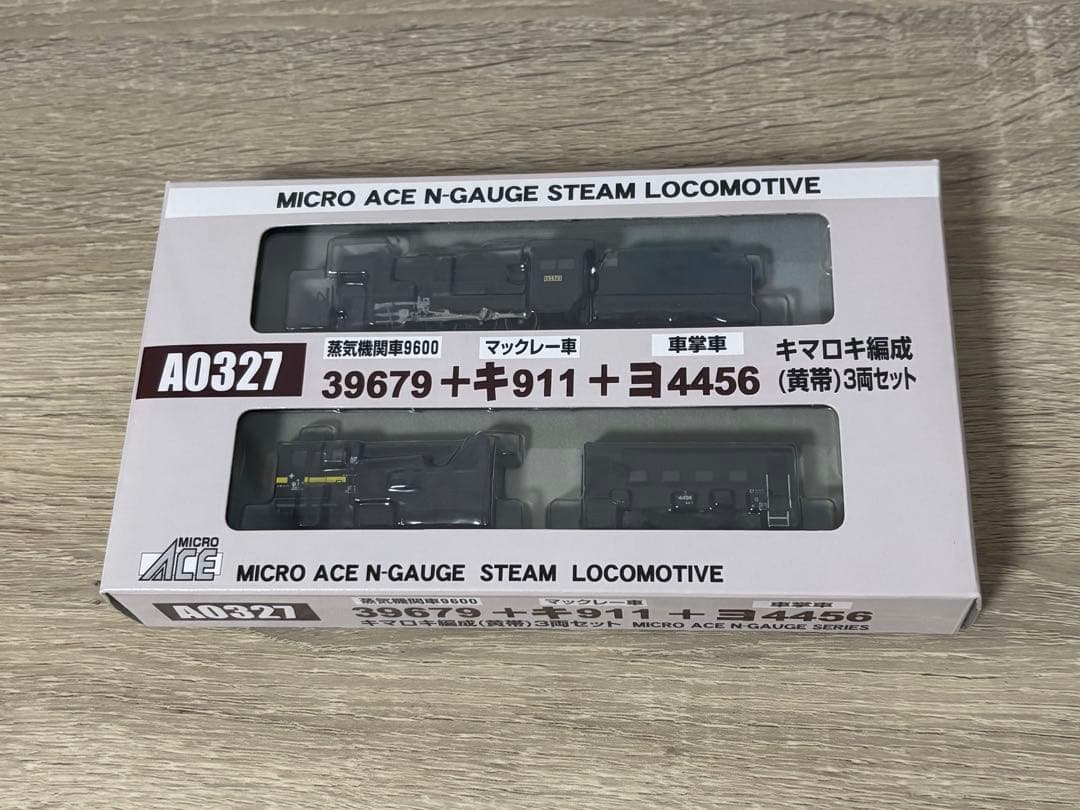 MICRO ACE N-GAUGE STEAM LOCOMOTIVE
39679
A0327
蒸気機関車9600 マックレー車 車掌車
39679+キ911+ヨ4456
キマロキ編成
(黄帯)3両セット
4456
MICRO
ACE
MICRO ACE N-GAUGE STEAM LOCOMOTIVE
A0327
蒸気機関車9600 マックレー車 車掌車
39679+キ911+ヨ4456
キマロキ編成(黄帯)3両セット MICRO ACE N-GAUGE SERIES